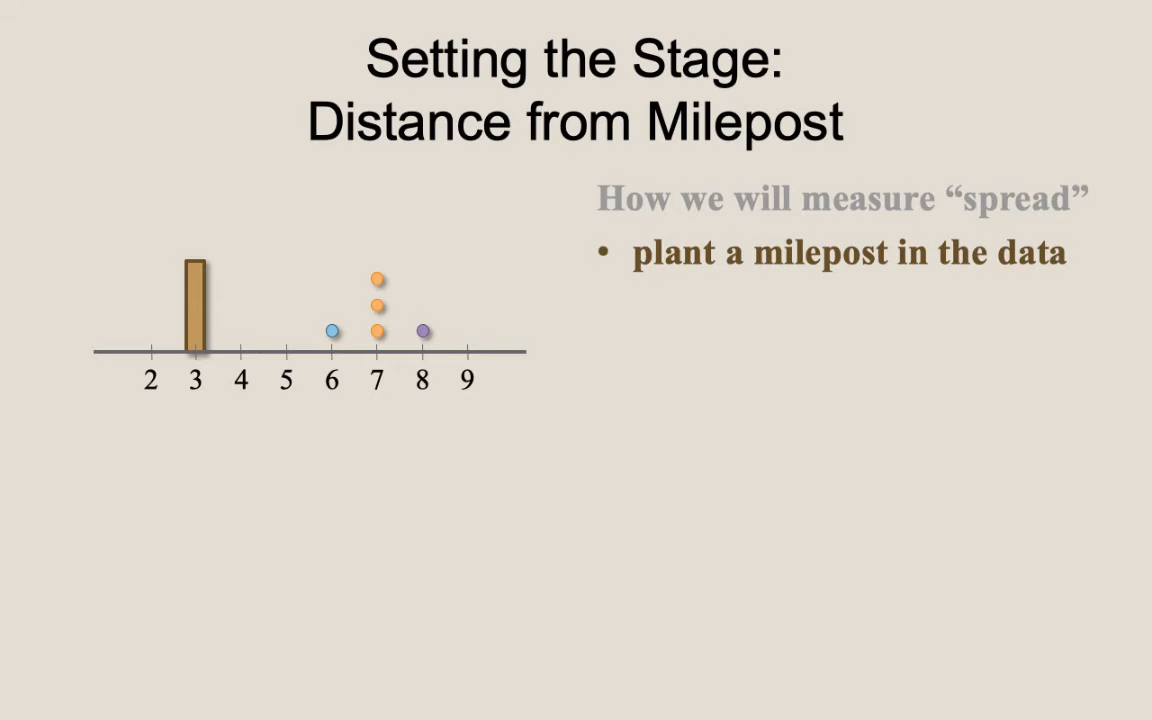 Setting the Stage:
Distance from Milepost
How we will measure “spread”
• plant a milepost in the data
2 3 4 5 6 7 8 9